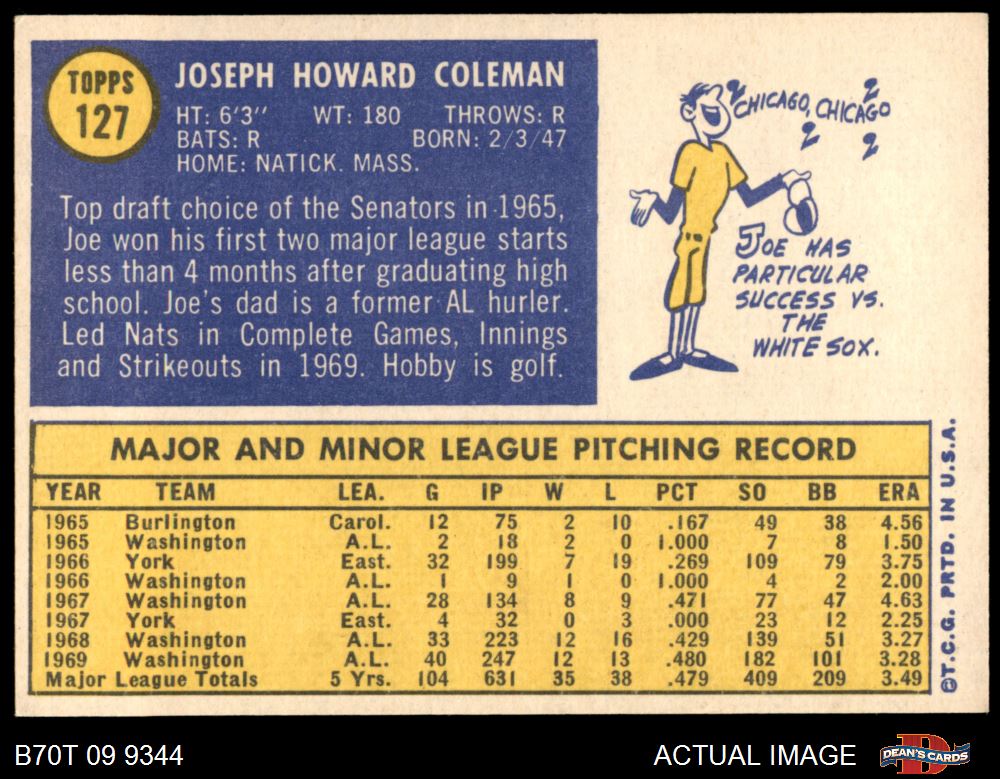 TOPPS
127
JOSEPH HOWARD COLEMAN
HT: 6'3'' WT: 180 THROWS: R
BATS: R BORN: 2/3/47
HOME: NATICK. MASS.
Top draft choice of the Senators in 1965,
Joe won his first two major league starts
less than 4 months after graduating high
school. Joe's dad is a former AL hurler.
Led Nats in Complete Games, Innings
and Strikeouts in 1969. Hobby is golf.
CHICAGO, CHICAGO
JOE HAS
PARTICULAR
SUCCESS VS.
THE
WHITE SOX.
MAJOR AND MINOR LEAGUE PITCHING RECORD
YEAR TEAM LEA. G IP W L PCT SO BB ERA
1965 Burlington Carol. 12 75 2 10 .167 49 38 4.56
1965 Washington A.L. 2 18 2 0 1.000 7 8 1.50
1966 York East. 32 199 7 19 .269 109 79 3.75
1966 Washington A.L. 1 9 1 0 1.000 4 2 2.00
1967 Washington A.L. 28 134 8 9 .471 77 47 4.63
1967 York East. 4 32 0 3 .000 23 12 2.25
1968 Washington A.L. 33 223 12 16 .429 139 51 3.27
1969 Washington A.L. 40 247 12 13 .480 182 101 3.28
Major League Totals 5 Yrs. 104 631 35 38 .479 409 209 3.49
©T.C.G. PRTD. IN U.S.A.
B70T 09 9344
ACTUAL IMAGE
DEAN'S CARDS